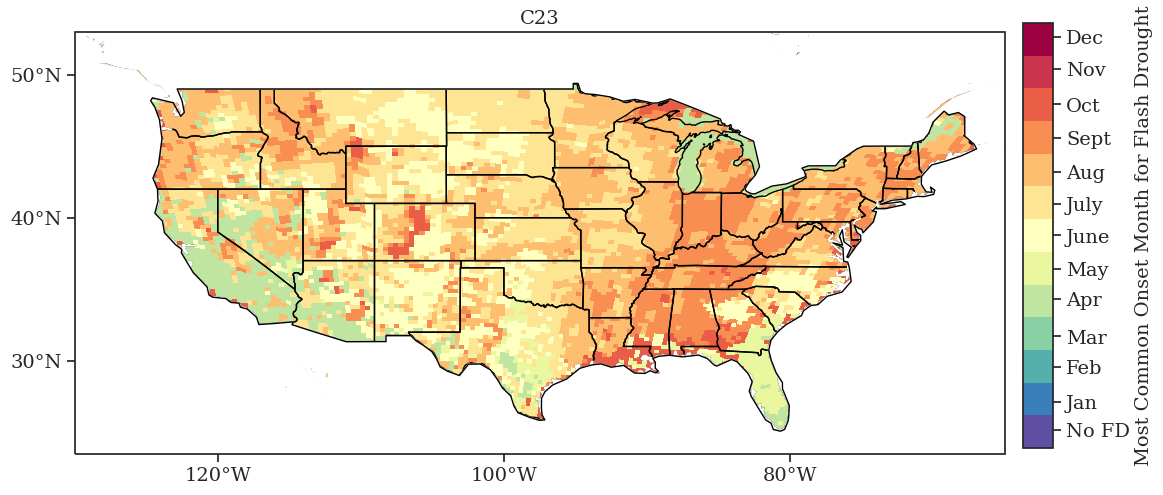 C23
50°N
40°N
30°N
120°W
100°W
80°W
Dec
Nov
Oct
Sept
Aug
July
June
May
Apr
Mar
Feb
Jan
No FD
Most Common Onset Month for Flash Drought